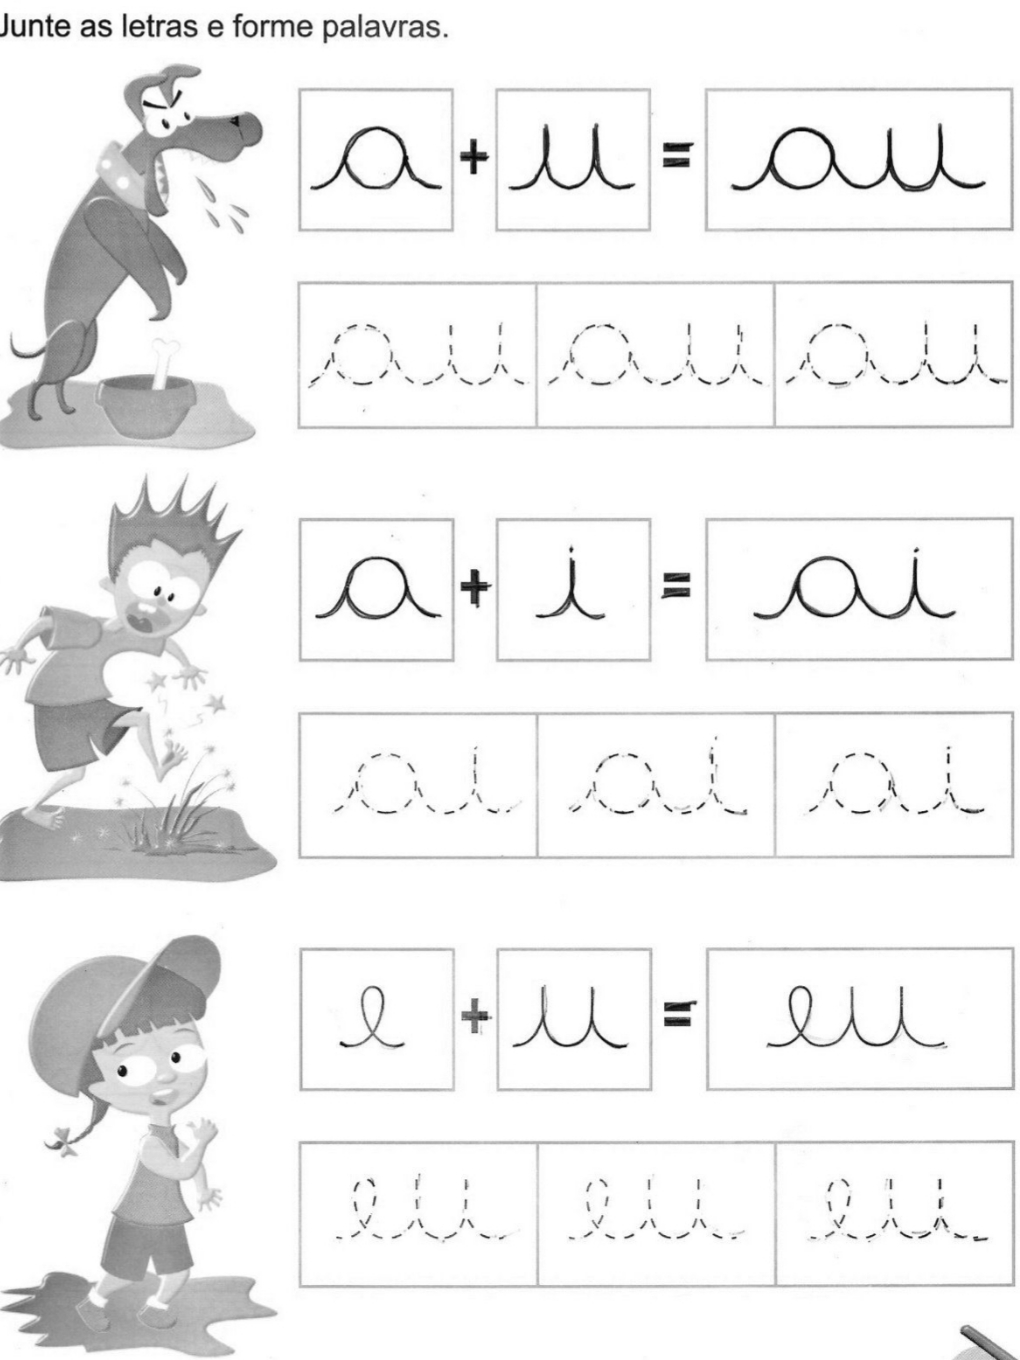 Junte as letras e forme palavras.
a + u = au
au au au
a + i = ai
ai ai ai
e + u = eu
eu eu eu